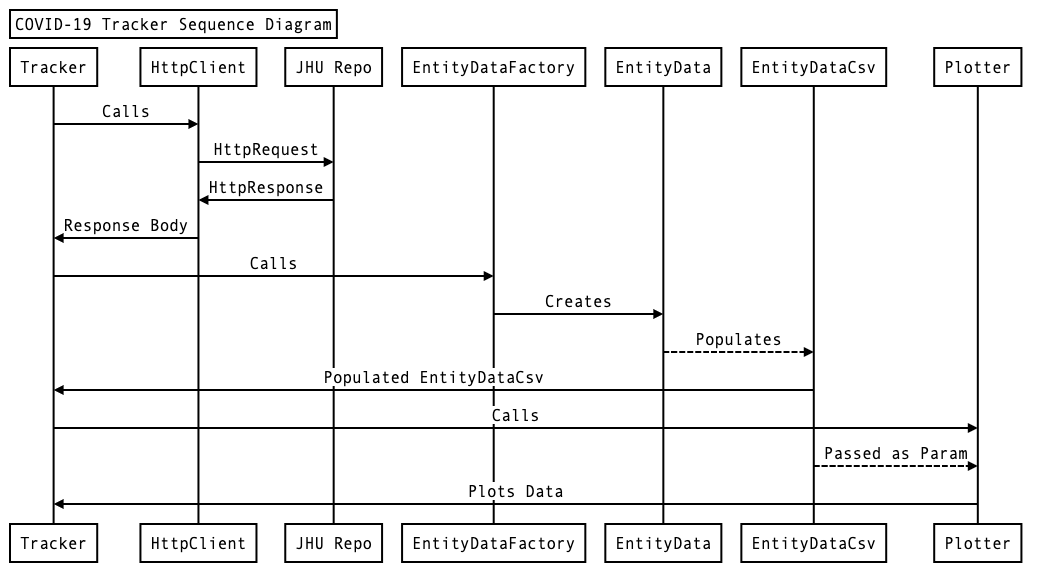 COVID-19 Tracker Sequence Diagram
Tracker
HttpClient
JHU Repo
EntityDataFactory
EntityData
EntityDataCsv
Plotter
Calls
HttpRequest
HttpResponse
Response Body
Calls
Creates
Populates
Populated EntityDataCsv
Calls
Passed as Param
Plots Data
Tracker
HttpClient
JHU Repo
EntityDataFactory
EntityData
EntityDataCsv
Plotter